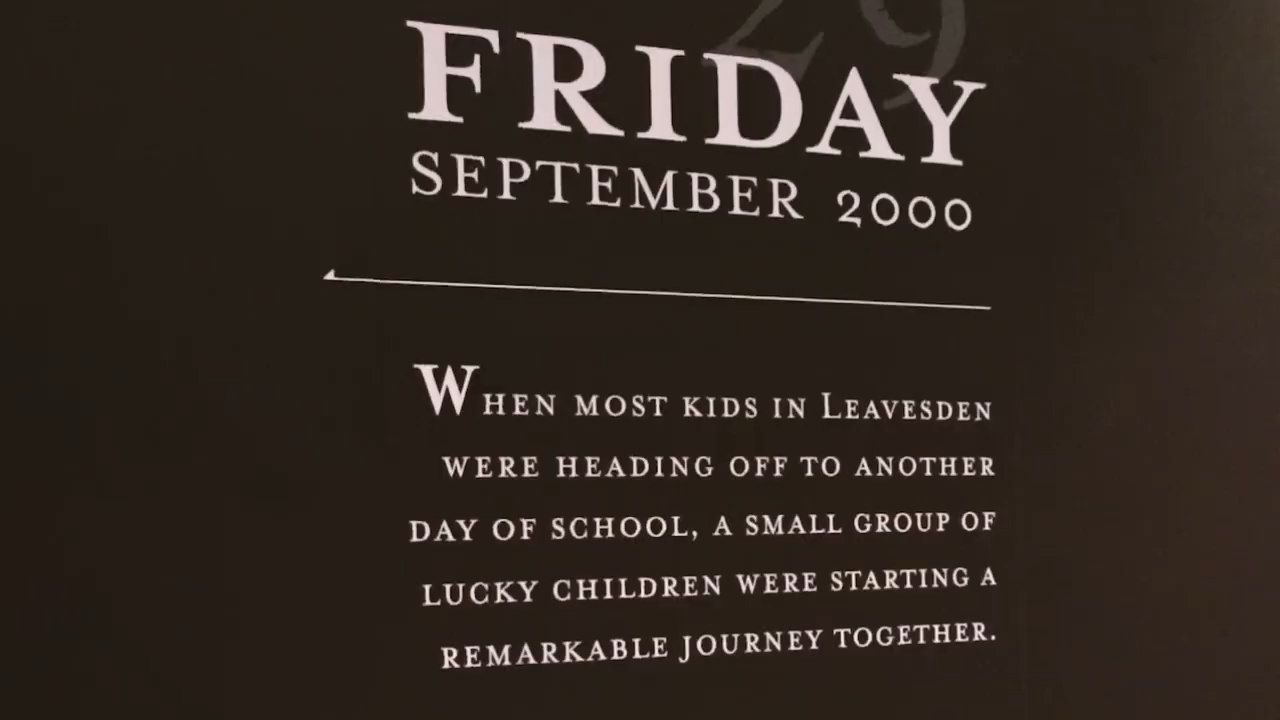 29
FRIDAY
SEPTEMBER 2000
WHEN MOST KIDS IN LEAVESDEN
WERE HEADING OFF TO ANOTHER
DAY OF SCHOOL, A SMALL GROUP OF
LUCKY CHILDREN WERE STARTING A
REMARKABLE JOURNEY TOGETHER.